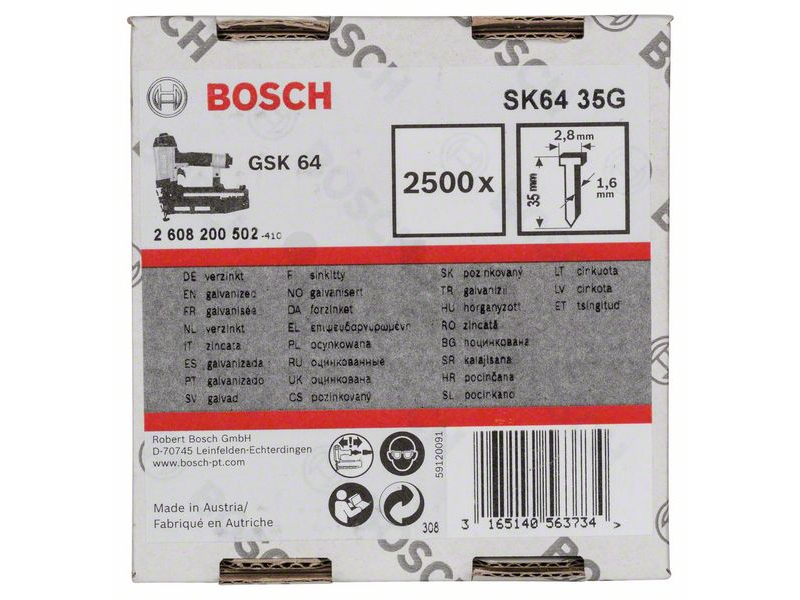 BOSCH
SK64 35G
GSK 64
2500x
2,8mm
35 mm
1,6
mm
2 608 200 502-410
DE verzinkt
EN galvanized
FR galvanisée
NL verzinkt
IT zincata
ES galvanizada
PT galvanizado
SV galvad
F sinkitty
NO galvanisert
DA forzinket
EL επιψευδαργυρωμένη
PL ocynkowana
RU оцинкованные
UK оцинкована
CS pozinkovaný
SK pozinkovaný
TR galvanizli
HU horganyzott
RO zincată
BG поцинкована
SR kalajisana
HR pocinčana
SL pocinkano
LT cinkuota
LV cinkota
ET tsingitud
Robert Bosch GmbH
D-70745 Leinfelden-Echterdingen
www.bosch-pt.com
59120091
Made in Austria/
Fabriqué en Autriche
308
3 165140 563734 >